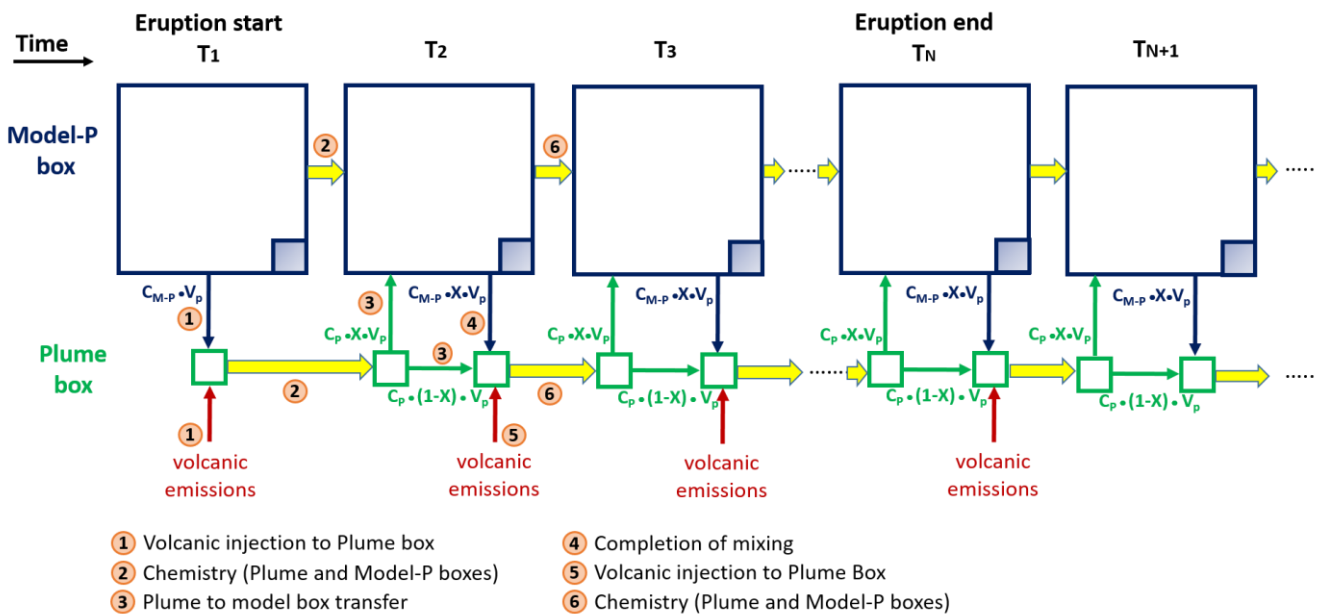 Eruption start
Eruption end
Time
T1
T2
T3
TN
TN+1
Model-P
box
2
6
.....
.....
CM-P•Vp
CM-P•X•Vp
CM-P•X•Vp
CM-P•X•Vp
CM-P•X•Vp
1
3
4
CP•X•Vp
CP•X•Vp
CP•X•Vp
CP•X•Vp
3
Plume
box
2
6
......
.....
CP•(1-X)•Vp
CP•(1-X)•Vp
CP•(1-X)•Vp
CP•(1-X)•Vp
1
5
volcanic
emissions
volcanic
emissions
volcanic
emissions
volcanic
emissions
1 Volcanic injection to Plume box
2 Chemistry (Plume and Model-P boxes)
3 Plume to model box transfer
4 Completion of mixing
5 Volcanic injection to Plume Box
6 Chemistry (Plume and Model-P boxes)